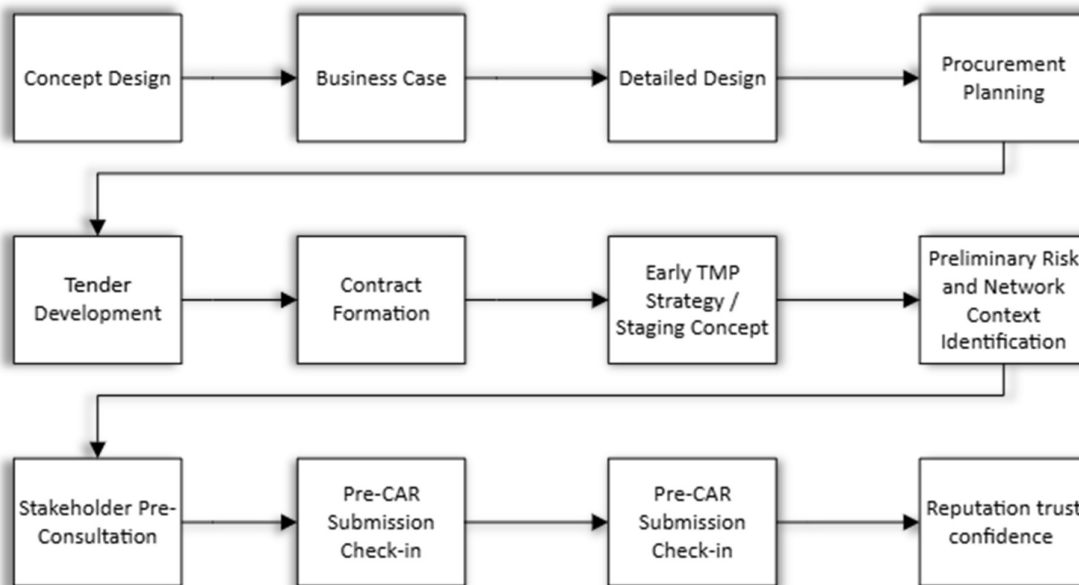 Concept Design
Business Case
Detailed Design
Procurement
Planning
Tender
Development
Contract
Formation
Early TMP
Strategy /
Staging Concept
Preliminary Risk
and Network
Context
Identification
Stakeholder Pre-
Consultation
Pre-CAR
Submission
Check-in
Pre-CAR
Submission
Check-in
Reputation trust
confidence